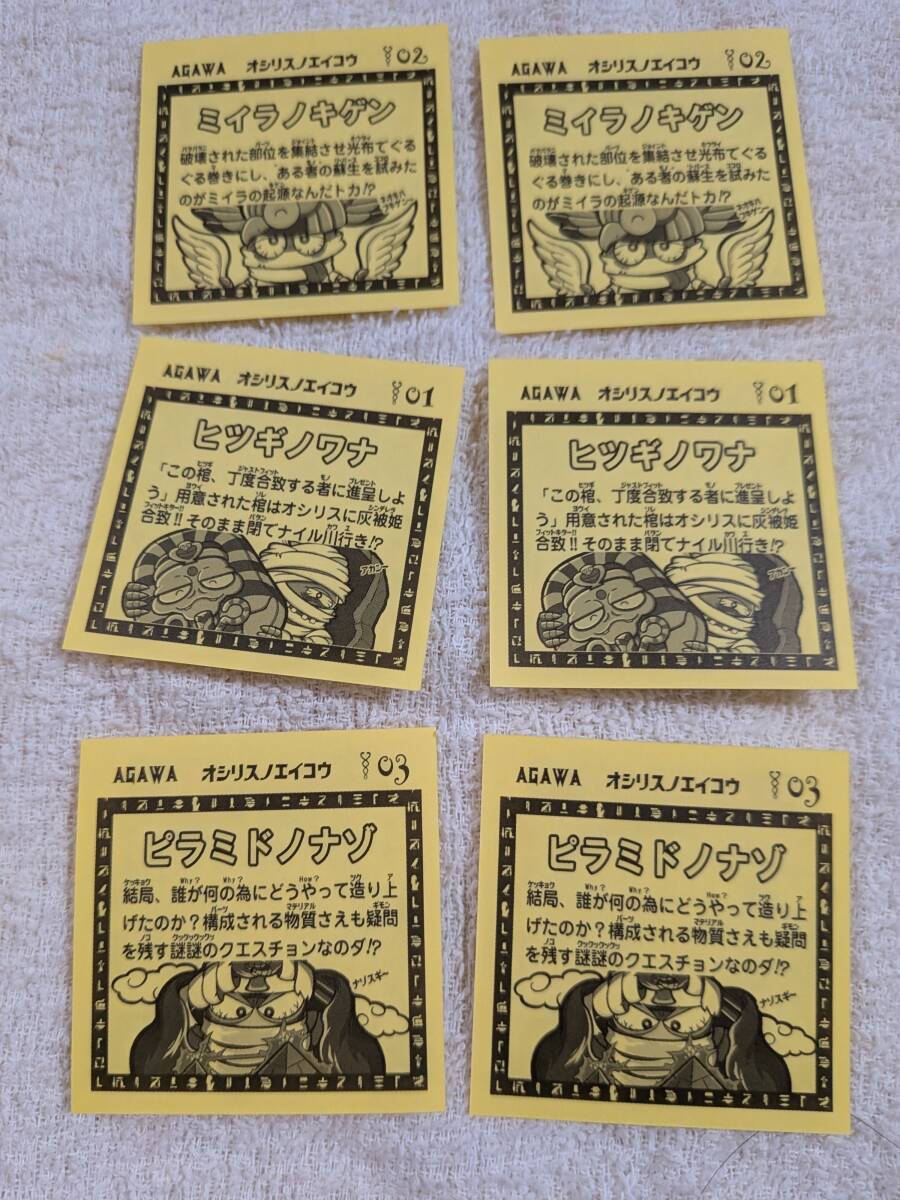 AGAWA オシリスノエイコウ 02
ミイラノキゲン
破壊された部位を集結させ光布てぐる
ぐる巻きにし、ある者の蘇生を試みた
のがミイラの起源なんだトカ!?
AGAWA オシリスノエイコウ 02
ミイラノキゲン
破壊された部位を集結させ光布てぐる
ぐる巻きにし、ある者の蘇生を試みた
のがミイラの起源なんだトカ!?
AGAWA オシリスノエイコウ 01
ヒツギノワナ
「この棺、丁度合致する者に進呈しよ
う」用意された棺はオシリスに灰被姫
合致!! そのまま閉てナイル川行き!?
デカシー
AGAWA オシリスノエイコウ 01
ヒツギノワナ
「この棺、丁度合致する者に進呈しよ
う」用意された棺はオシリスに灰被姫
合致!! そのまま閉てナイル川行き!?
デカシー
AGAWA オシリスノエイコウ 03
ピラミドノナゾ
結局、誰が何の為にどうやって造り上
げたのか?構成される物質さえも疑問
を残す謎謎のクエスチョンなのダ!?
ナリスギー
AGAWA オシリスノエイコウ 03
ピラミドノナゾ
結局、誰が何の為にどうやって造り上
げたのか?構成される物質さえも疑問
を残す謎謎のクエスチョンなのダ!?
ナリスギー